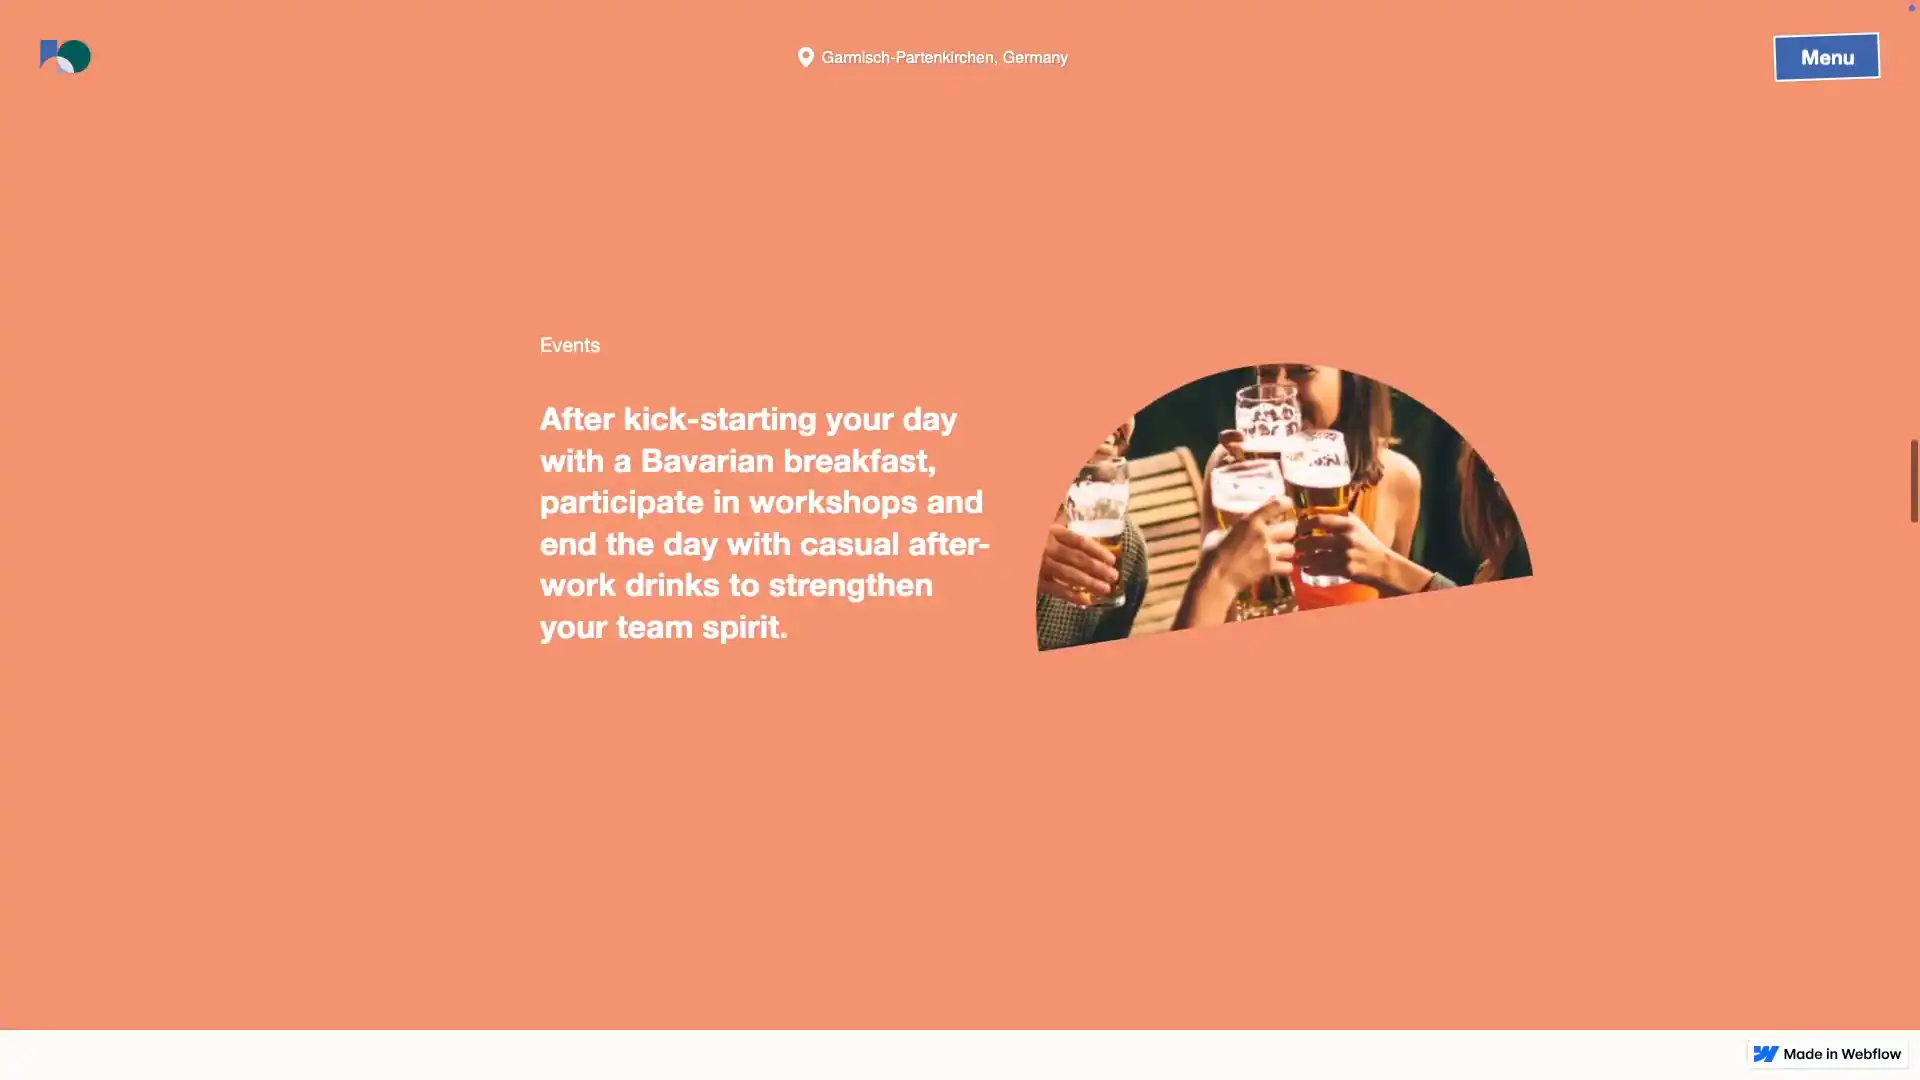 Garmisch-Partenkirchen, Germany
Menu
Events
After kick-starting your day
with a Bavarian breakfast,
participate in workshops and
end the day with casual after-
work drinks to strengthen
your team spirit.
Made in Webflow